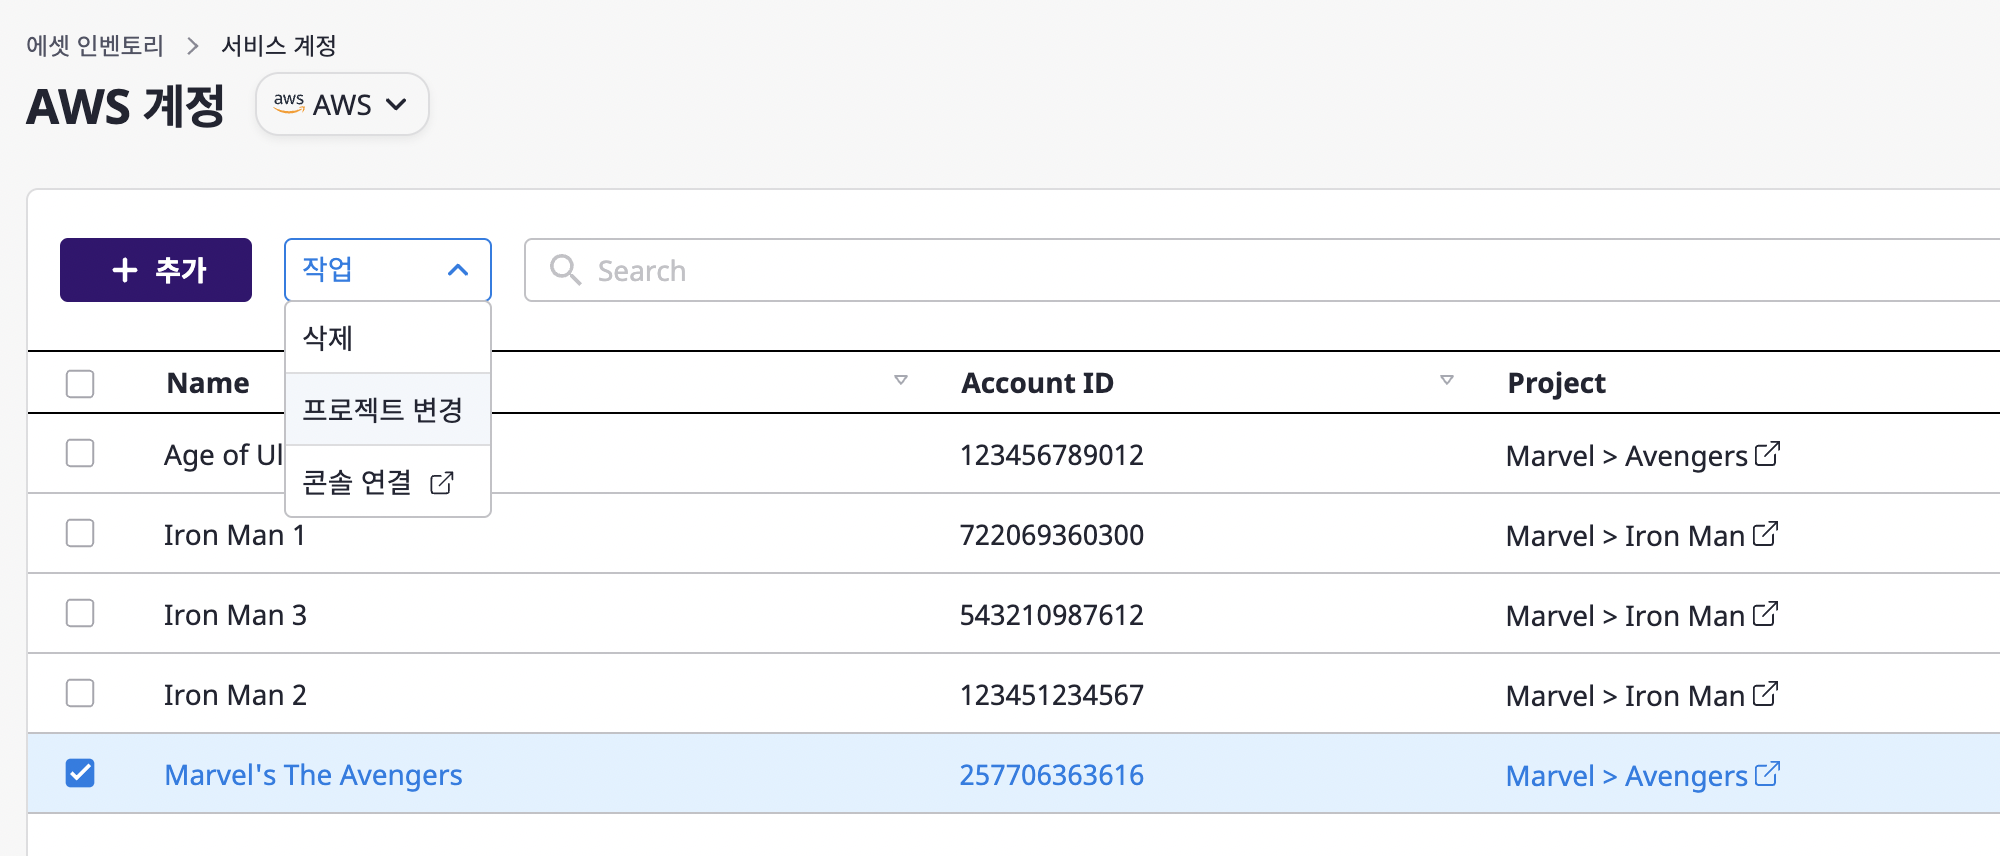 에셋 인벤토리 > 서비스 계정
AWS 계정
aws AWS
+ 추가
작업
Search
삭제
프로젝트 변경
콘솔 연결
Name Account ID Project
Age of Ul 123456789012 Marvel > Avengers
Iron Man 1 722069360300 Marvel > Iron Man
Iron Man 3 543210987612 Marvel > Iron Man
Iron Man 2 123451234567 Marvel > Iron Man
Marvel's The Avengers 257706363616 Marvel > Avengers